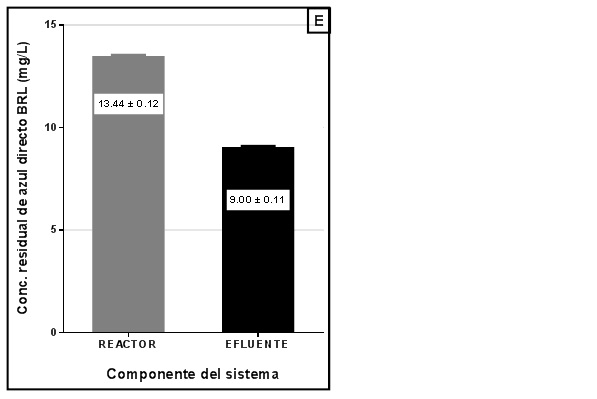 E
Conc. residual de azul directo BRL (mg/L)
15
10
5
0
13.44 ± 0.12
9.00 ± 0.11
REACTOR
EFLUENTE
Componente del sistema